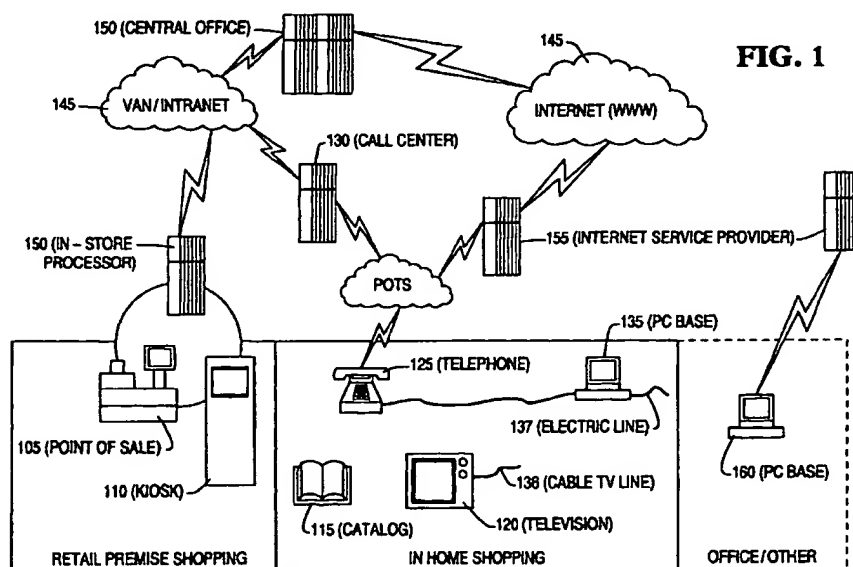 150 (CENTRAL OFFICE)
145
FIG. 1
145
VAN/INTRANET
INTERNET (WWW)
130 (CALL CENTER)
150 (IN – STORE
PROCESSOR)
155 (INTERNET SERVICE PROVIDER)
POTS
135 (PC BASE)
125 (TELEPHONE)
137 (ELECTRIC LINE)
105 (POINT OF SALE)
160 (PC BASE)
110 (KIOSK)
138 (CABLE TV LINE)
115 (CATALOG)
120 (TELEVISION)
RETAIL PREMISE SHOPPING
IN HOME SHOPPING
OFFICE/OTHER